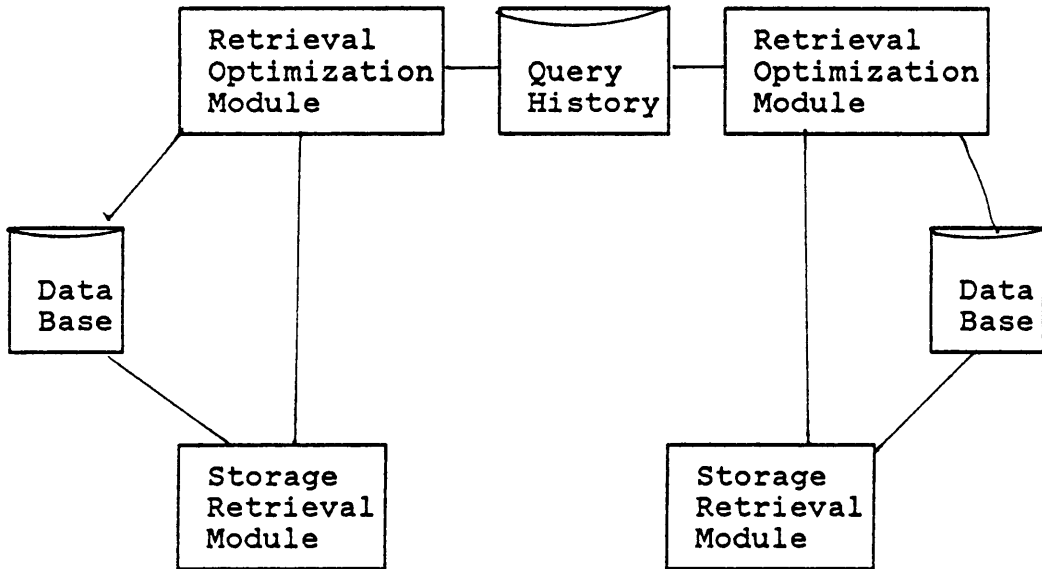 Retrieval
Optimization
Module
Query
History
Retrieval
Optimization
Module
Data
Base
Data
Base
Storage
Retrieval
Module
Storage
Retrieval
Module